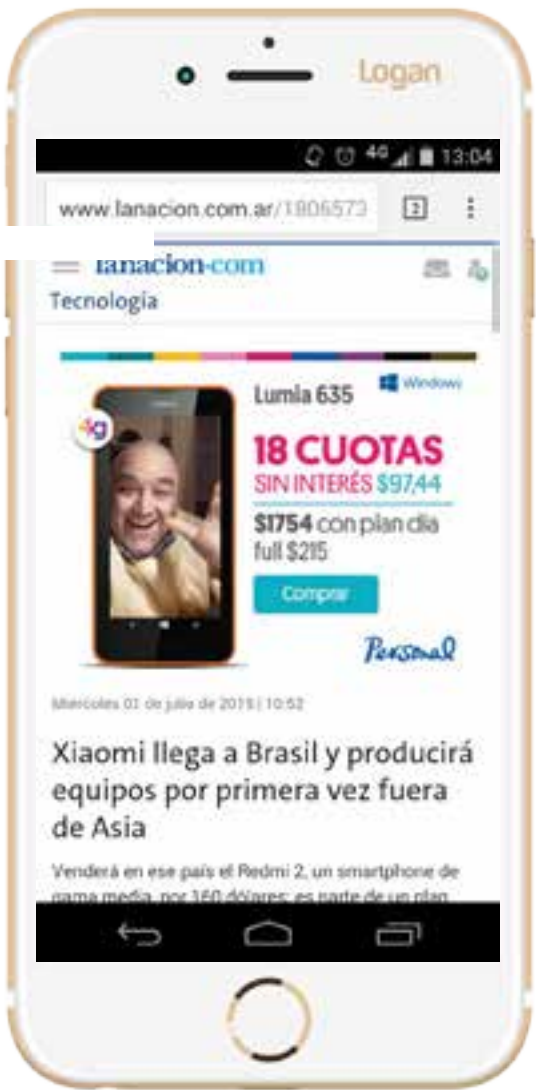 Logan
4G 13:04
www.lanacion.com.ar/1806573
2
lanacion.com
Tecnología
Lumia 635
Windows
4g
18 CUOTAS
SIN INTERÉS $97,44
$1754 con plan día
full $215
Comprar
Personal
Miércoles 01 de julio de 2015 | 10:52
Xiaomi llega a Brasil y producirá
equipos por primera vez fuera
de Asia
Venderá en ese país el Redmi 2, un smartphone de
gama media, por 160 dólares; es parte de un plan